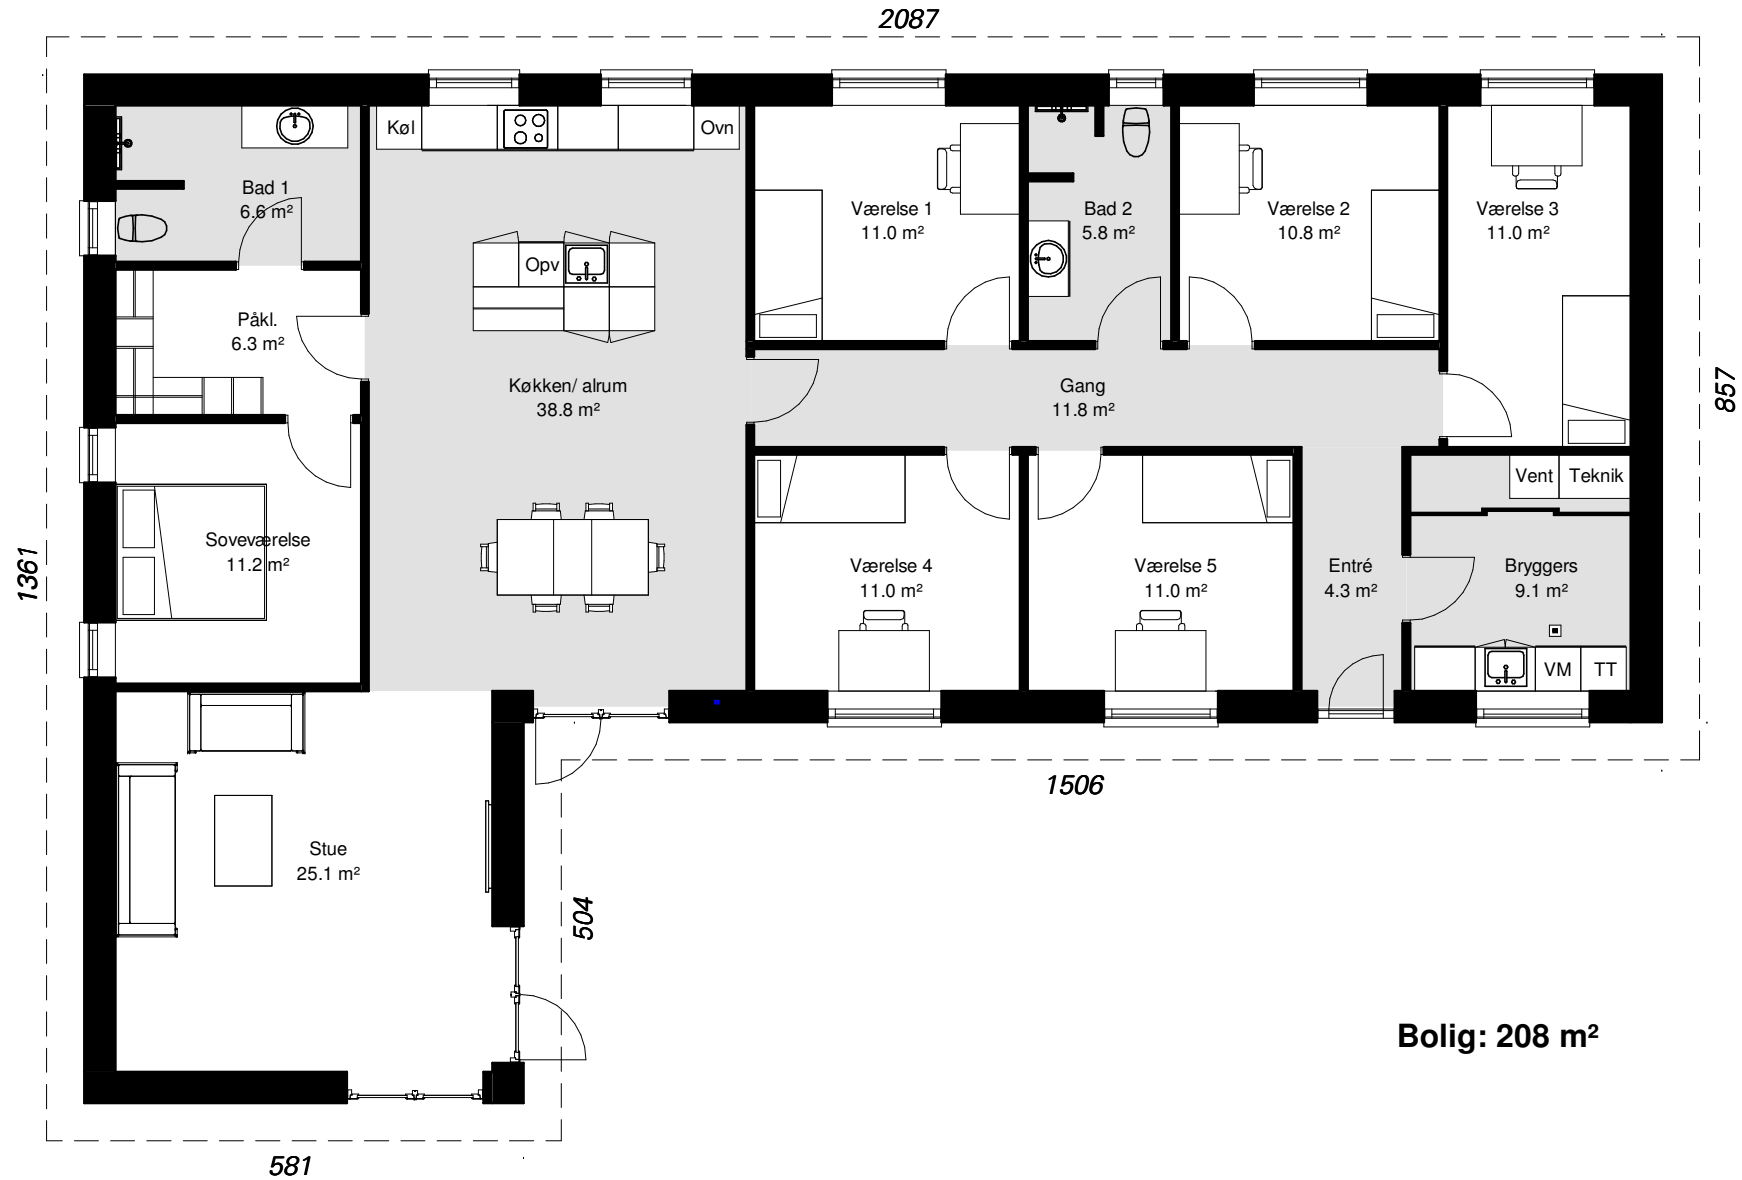 2087
Køl
Ovn
Bad 1
6.6 m²
Værelse 1
11.0 m²
Bad 2
5.8 m²
Værelse 2
10.8 m²
Værelse 3
11.0 m²
Opv
Påkl.
6.3 m²
Køkken/ alrum
38.8 m²
Gang
11.8 m²
857
Vent
Teknik
Soveværelse
11.2 m²
1361
Værelse 4
11.0 m²
Værelse 5
11.0 m²
Entré
4.3 m²
Bryggers
9.1 m²
VM
TT
1506
Stue
25.1 m²
504
Bolig: 208 m²
581